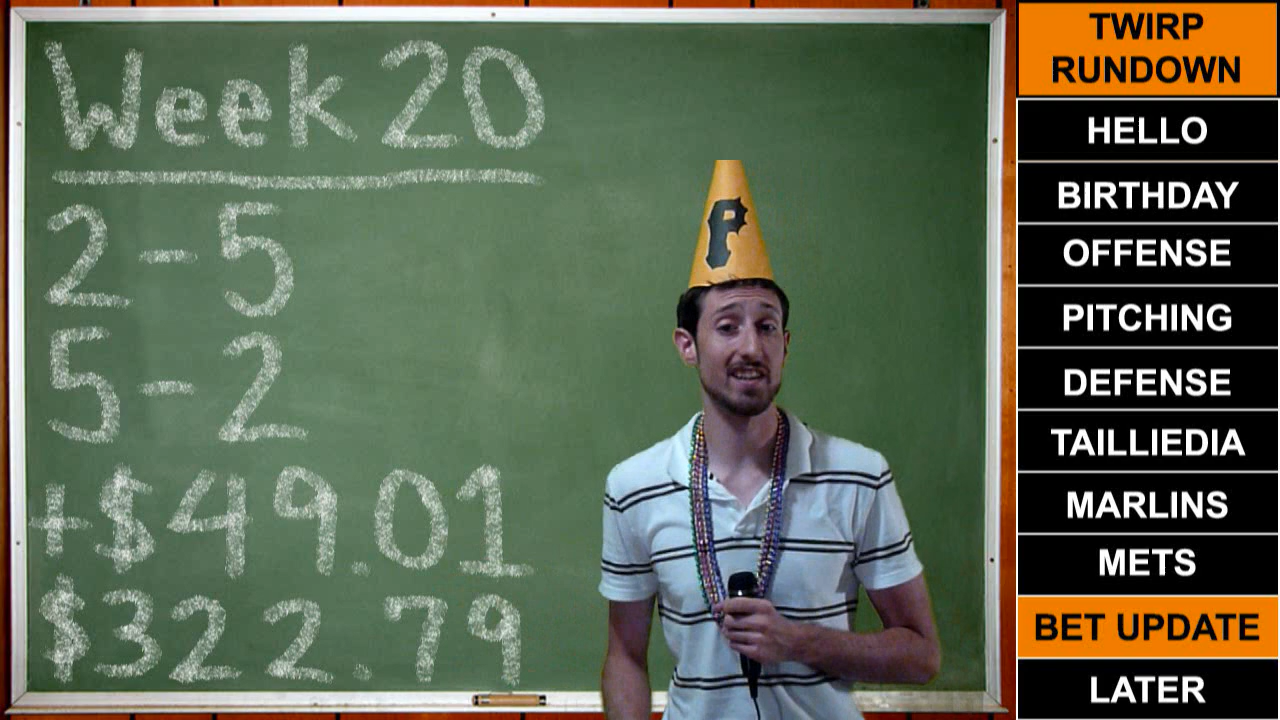 Week 20
2-5
5-2
+$49.01
$322.79
P
TWIRP
RUNDOWN
HELLO
BIRTHDAY
OFFENSE
PITCHING
DEFENSE
TAILLIEDIA
MARLINS
METS
BET UPDATE
LATER